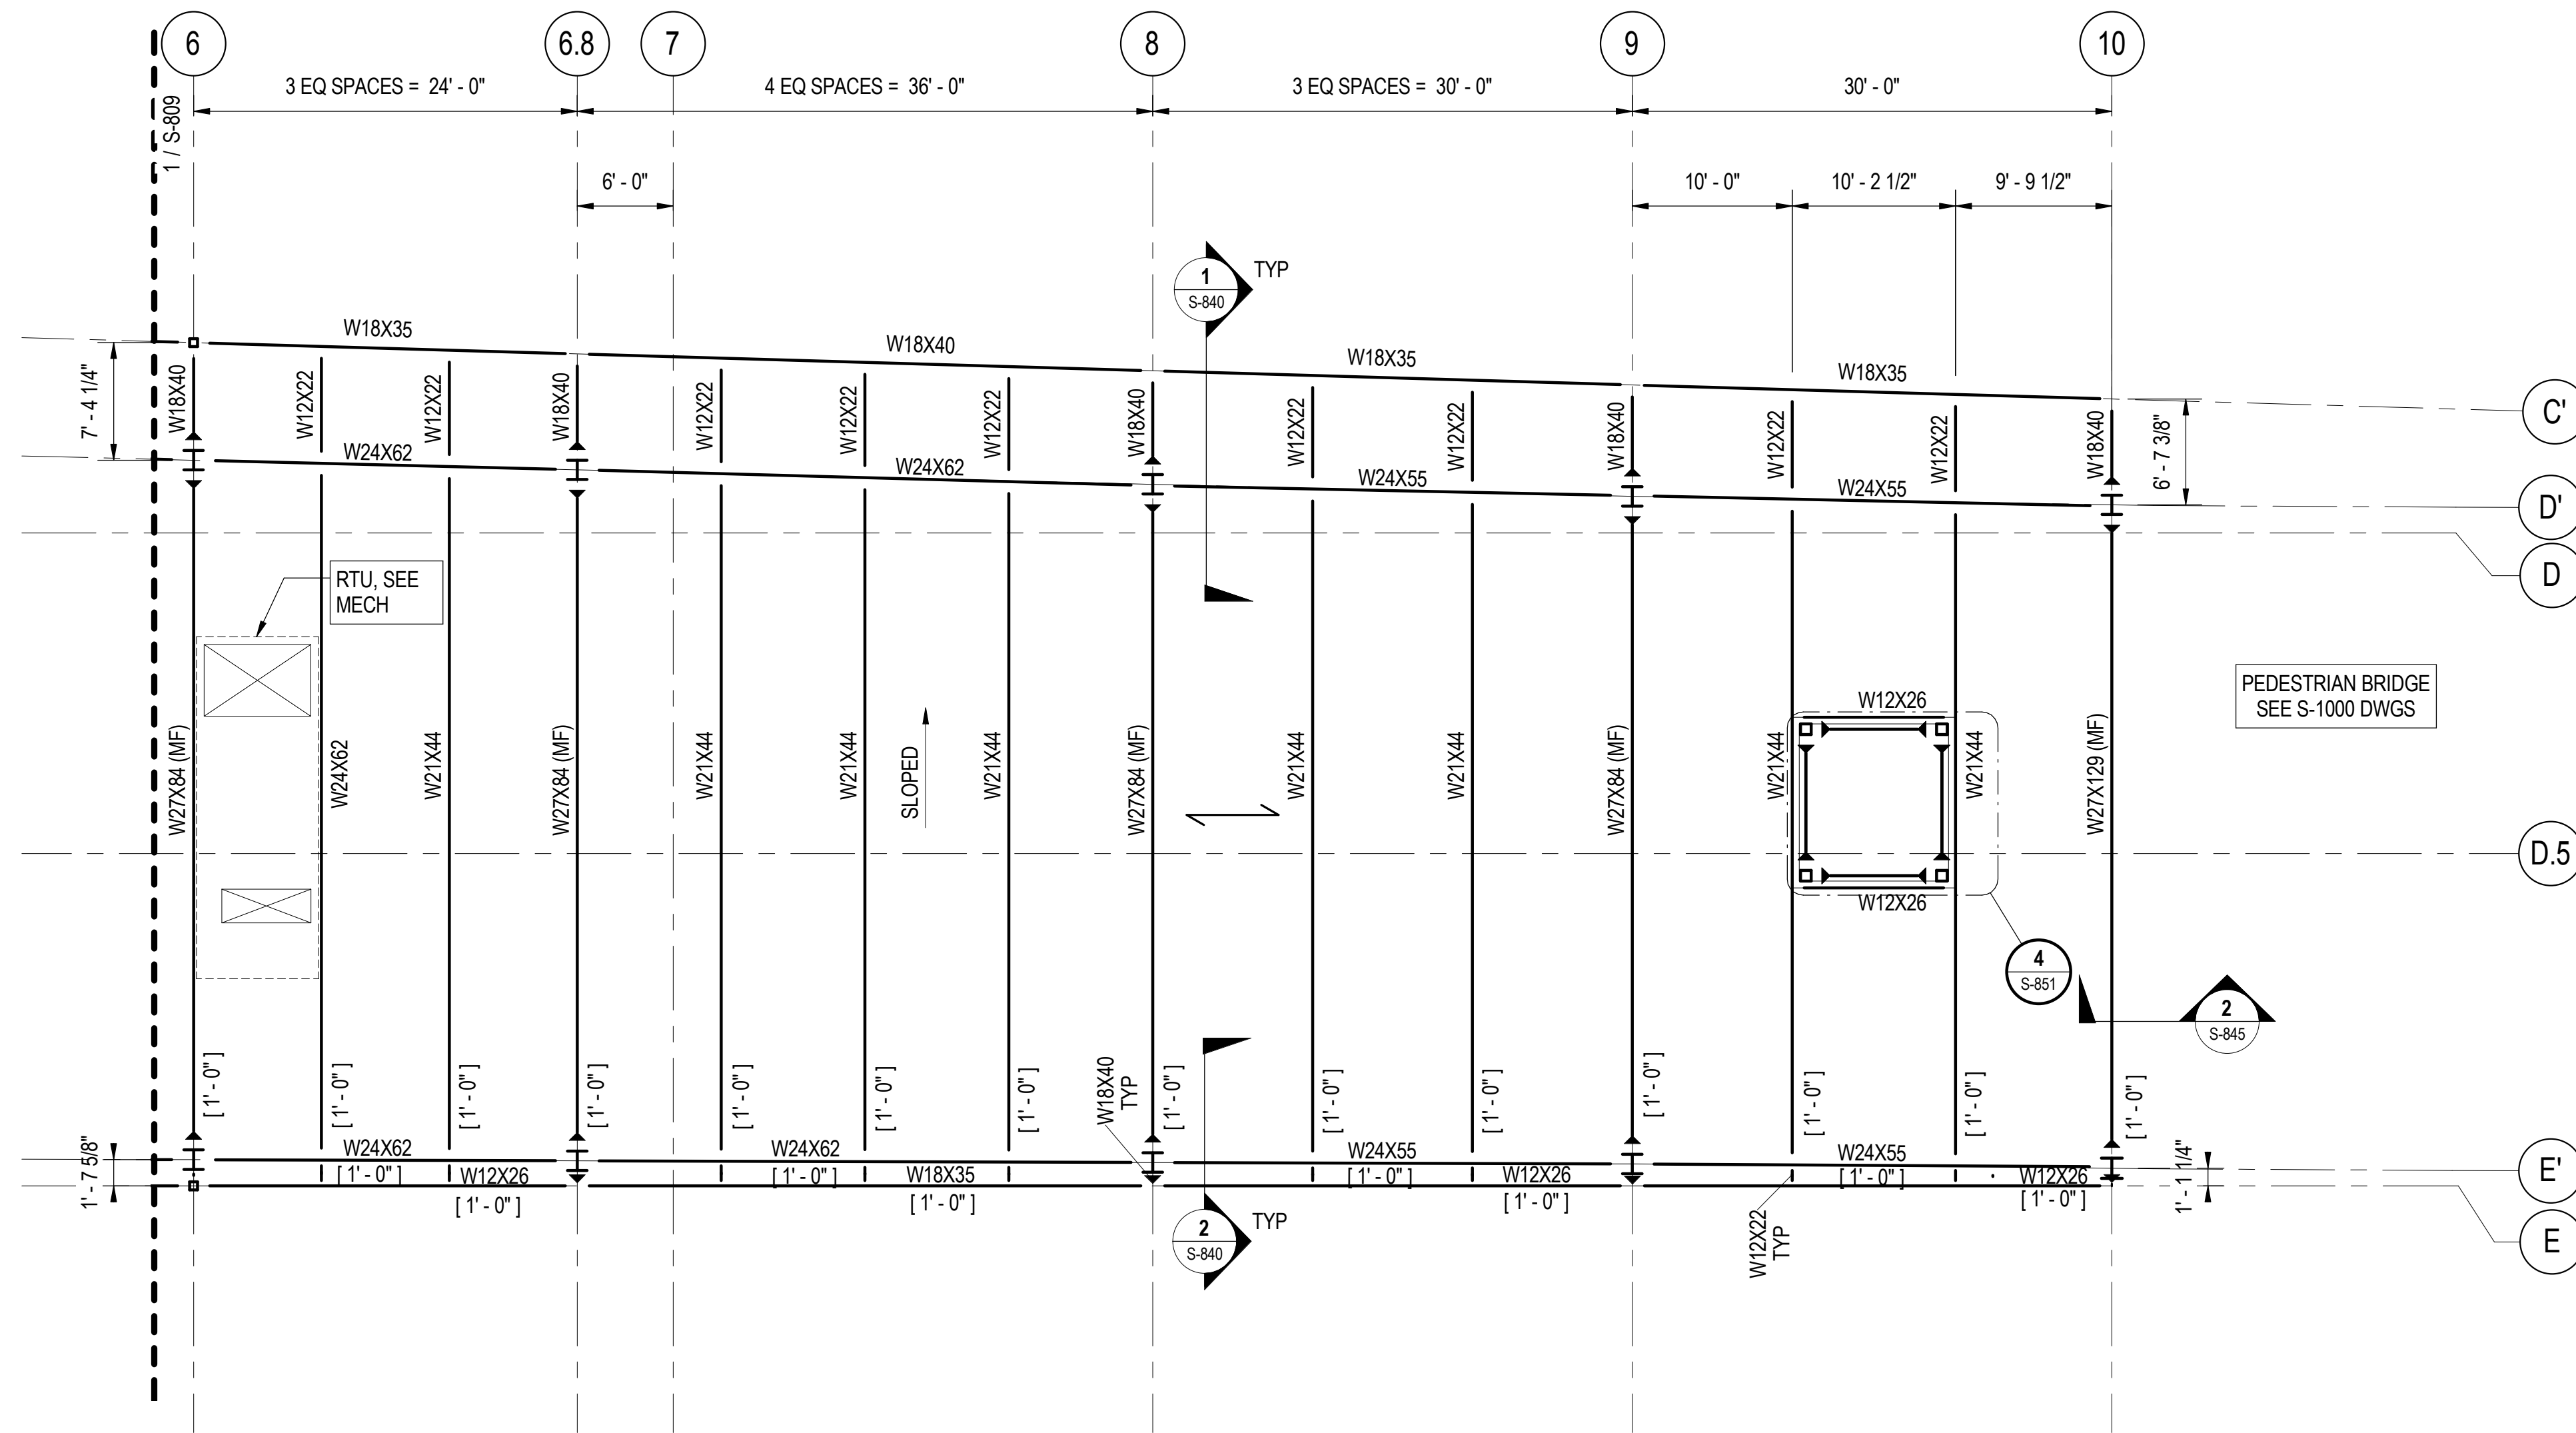 6
6.8
7
8
9
10
3 EQ SPACES = 24' - 0"
4 EQ SPACES = 36' - 0"
3 EQ SPACES = 30' - 0"
30' - 0"
1 / S-809
6' - 0"
10' - 0"
10' - 2 1/2"
9' - 9 1/2"
1
S-840
TYP
W18X35
W18X40
W18X35
W18X35
7' - 4 1/4"
W18X40
W12X22
W12X22
W18X40
W12X22
W12X22
W12X22
W18X40
W12X22
W12X22
W18X40
W12X22
W12X22
W18X40
6' - 7 3/8"
C'
W24X62
W24X62
W24X55
W24X55
D'
D
RTU, SEE
MECH
PEDESTRIAN BRIDGE
SEE S-1000 DWGS
W12X26
W27X84 (MF)
W24X62
W21X44
W27X84 (MF)
W21X44
W21X44
SLOPED
W21X44
W27X84 (MF)
W21X44
W21X44
W27X84 (MF)
W21X44
W21X44
W27X129 (MF)
D.5
W12X26
4
S-851
2
S-845
[ 1' - 0" ]
[ 1' - 0" ]
[ 1' - 0" ]
[ 1' - 0" ]
[ 1' - 0" ]
[ 1' - 0" ]
[ 1' - 0" ]
W18X40
TYP
[ 1' - 0" ]
[ 1' - 0" ]
[ 1' - 0" ]
[ 1' - 0" ]
[ 1' - 0" ]
[ 1' - 0" ]
[ 1' - 0" ]
1' - 7 5/8"
W24X62
[ 1' - 0" ]
W12X26
[ 1' - 0" ]
W24X62
[ 1' - 0" ]
W18X35
[ 1' - 0" ]
W24X55
[ 1' - 0" ]
W12X26
[ 1' - 0" ]
W24X55
[ 1' - 0" ]
W12X26
[ 1' - 0" ]
1' - 1 1/4"
E'
E
2
S-840
TYP
W12X22
TYP